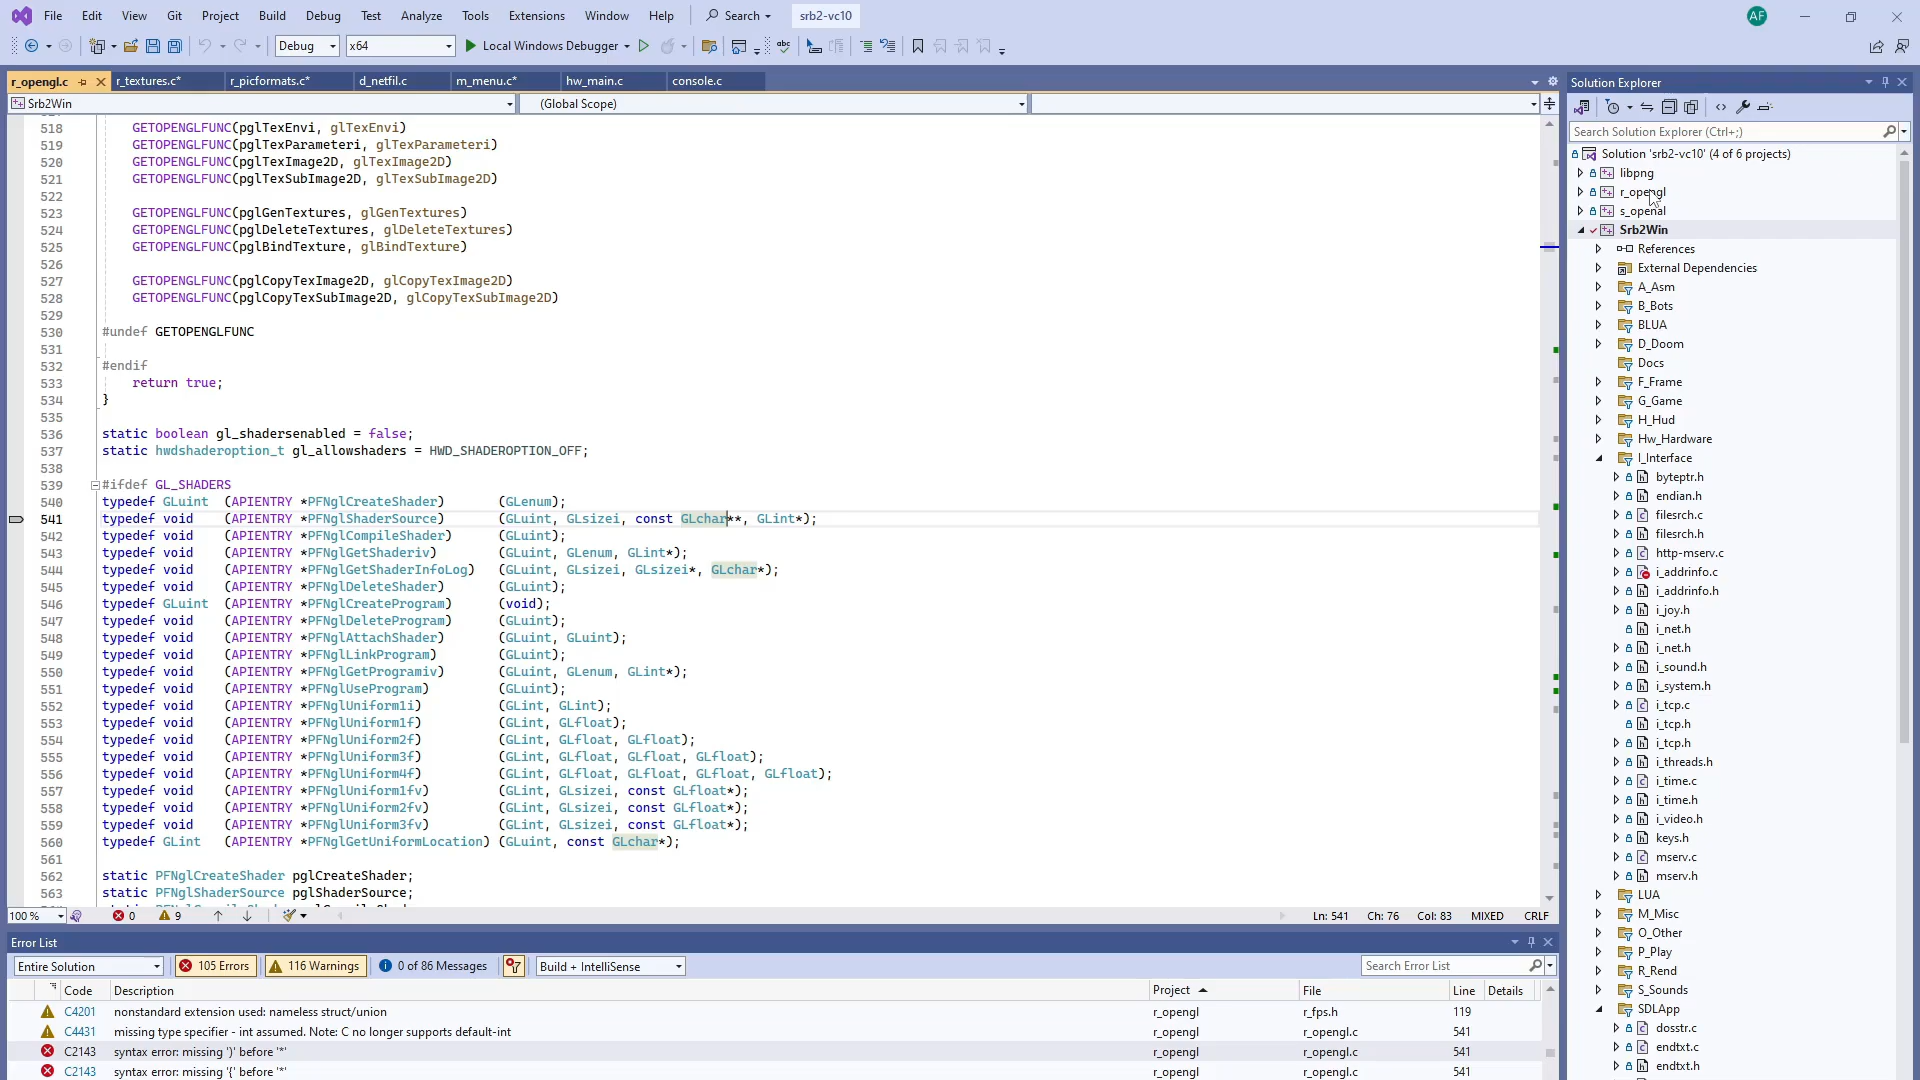 File Edit View Git Project Build Debug Test Analyze Tools Extensions Window Help Search srb2-vc10 AF
Debug x64 Local Windows Debugger
r_opengl.c r_textures.c* r_picformats.c* d_netfil.c m_menu.c* hw_main.c console.c
Srb2Win (Global Scope)
518 GETOPENGLFUNC(pglTexEnvi, glTexEnvi)
519 GETOPENGLFUNC(pglTexParameteri, glTexParameteri)
520 GETOPENGLFUNC(pglTexImage2D, glTexImage2D)
521 GETOPENGLFUNC(pglTexSubImage2D, glTexSubImage2D)
522
523 GETOPENGLFUNC(pglGenTextures, glGenTextures)
524 GETOPENGLFUNC(pglDeleteTextures, glDeleteTextures)
525 GETOPENGLFUNC(pglBindTexture, glBindTexture)
526
527 GETOPENGLFUNC(pglCopyTexImage2D, glCopyTexImage2D)
528 GETOPENGLFUNC(pglCopyTexSubImage2D, glCopyTexSubImage2D)
529
530 #undef GETOPENGLFUNC
531
532 #endif
533 return true;
534 }
535
536 static boolean gl_shadersenabled = false;
537 static hwdshaderoption_t gl_allowshaders = HWD_SHADEROPTION_OFF;
538
539 #ifdef GL_SHADERS
540 typedef GLuint (APIENTRY *PFNglCreateShader) (GLenum);
541 typedef void (APIENTRY *PFNglShaderSource) (GLuint, GLsizei, const GLchar**, GLint*);
542 typedef void (APIENTRY *PFNglCompileShader) (GLuint);
543 typedef void (APIENTRY *PFNglGetShaderiv) (GLuint, GLenum, GLint*);
544 typedef void (APIENTRY *PFNglGetShaderInfoLog) (GLuint, GLsizei, GLsizei*, GLchar*);
545 typedef void (APIENTRY *PFNglDeleteShader) (GLuint);
546 typedef GLuint (APIENTRY *PFNglCreateProgram) (void);
547 typedef void (APIENTRY *PFNglDeleteProgram) (GLuint);
548 typedef void (APIENTRY *PFNglAttachShader) (GLuint, GLuint);
549 typedef void (APIENTRY *PFNglLinkProgram) (GLuint);
550 typedef void (APIENTRY *PFNglGetProgramiv) (GLuint, GLenum, GLint*);
551 typedef void (APIENTRY *PFNglUseProgram) (GLuint);
552 typedef void (APIENTRY *PFNglUniform1i) (GLint, GLint);
553 typedef void (APIENTRY *PFNglUniform1f) (GLint, GLfloat);
554 typedef void (APIENTRY *PFNglUniform2f) (GLint, GLfloat, GLfloat);
555 typedef void (APIENTRY *PFNglUniform3f) (GLint, GLfloat, GLfloat, GLfloat);
556 typedef void (APIENTRY *PFNglUniform4f) (GLint, GLfloat, GLfloat, GLfloat, GLfloat);
557 typedef void (APIENTRY *PFNglUniform1fv) (GLint, GLsizei, const GLfloat*);
558 typedef void (APIENTRY *PFNglUniform2fv) (GLint, GLsizei, const GLfloat*);
559 typedef void (APIENTRY *PFNglUniform3fv) (GLint, GLsizei, const GLfloat*);
560 typedef GLint (APIENTRY *PFNglGetUniformLocation) (GLuint, const GLchar*);
561
562 static PFNglCreateShader pglCreateShader;
563 static PFNglShaderSource pglShaderSource;
100 % 0 9 Ln: 541 Ch: 76 Col: 83 MIXED CRLF
Error List
Entire Solution 105 Errors 116 Warnings 0 of 86 Messages Build + IntelliSense Search Error List
Code Description Project File Line Details
C4201 nonstandard extension used: nameless struct/union r_opengl r_fps.h 119
C4431 missing type specifier - int assumed. Note: C no longer supports default-int r_opengl r_opengl.c 541
C2143 syntax error: missing ')' before '*' r_opengl r_opengl.c 541
C2143 syntax error: missing '{' before '*' r_opengl r_opengl.c 541
Solution Explorer
Search Solution Explorer (Ctrl+;)
Solution 'srb2-vc10' (4 of 6 projects)
libpng
r_opengl
s_openal
Srb2Win
References
External Dependencies
A_Asm
B_Bots
BLUA
D_Doom
Docs
F_Frame
G_Game
H_Hud
Hw_Hardware
I_Interface
byteptr.h
endian.h
filesrch.c
filesrch.h
http-mserv.c
i_addrinfo.c
i_addrinfo.h
i_joy.h
i_net.h
i_net.h
i_sound.h
i_system.h
i_tcp.c
i_tcp.h
i_tcp.h
i_threads.h
i_time.c
i_time.h
i_video.h
keys.h
mserv.c
mserv.h
LUA
M_Misc
O_Other
P_Play
R_Rend
S_Sounds
SDLApp
dosstr.c
endtxt.c
endtxt.h